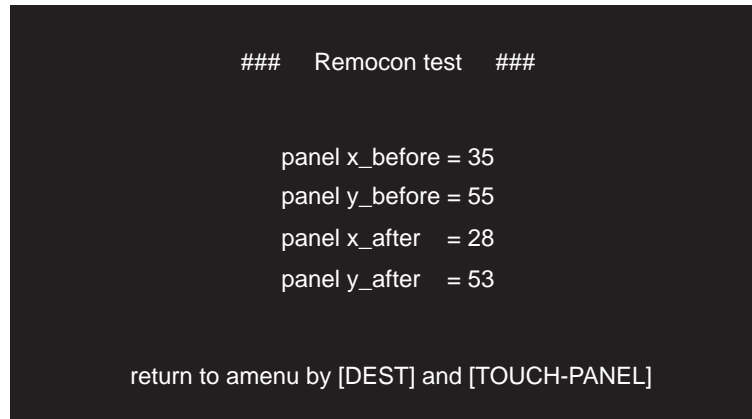 ### Remocon test ###
panel x_before = 35
panel y_before = 55
panel x_after = 28
panel y_after = 53
return to amenu by [DEST] and [TOUCH-PANEL]